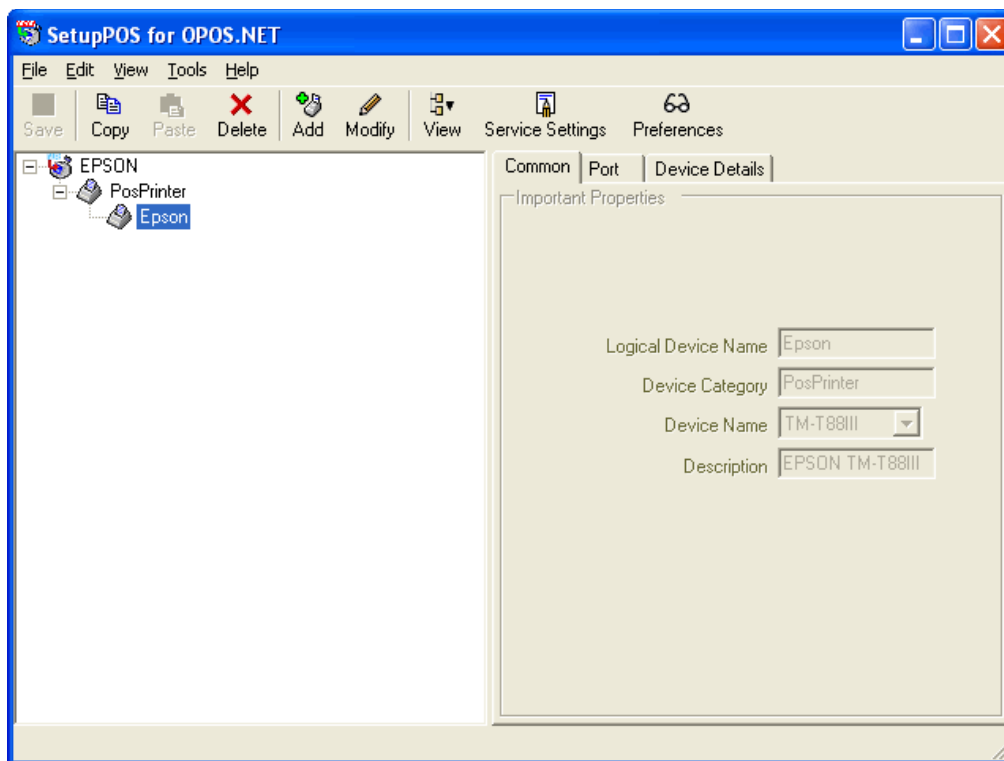 SetupPOS for OPOS.NET
File Edit View Tools Help
Save Copy Paste Delete Add Modify View Service Settings Preferences
EPSON
PosPrinter
Epson
Common Port Device Details
Important Properties
Logical Device Name Epson
Device Category PosPrinter
Device Name TM-T88III
Description EPSON TM-T88III